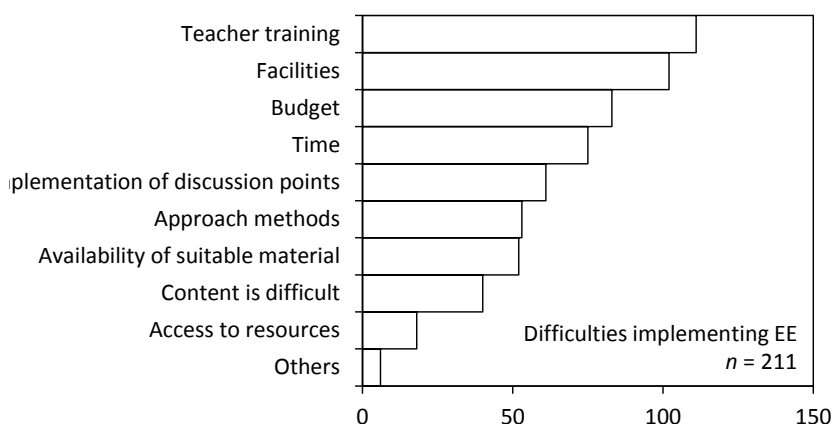 Teacher training
Facilities
Budget
Time
plementation of discussion points
Approach methods
Availability of suitable material
Content is difficult
Access to resources
Others
Difficulties implementing EE
n = 211
0 50 100 150